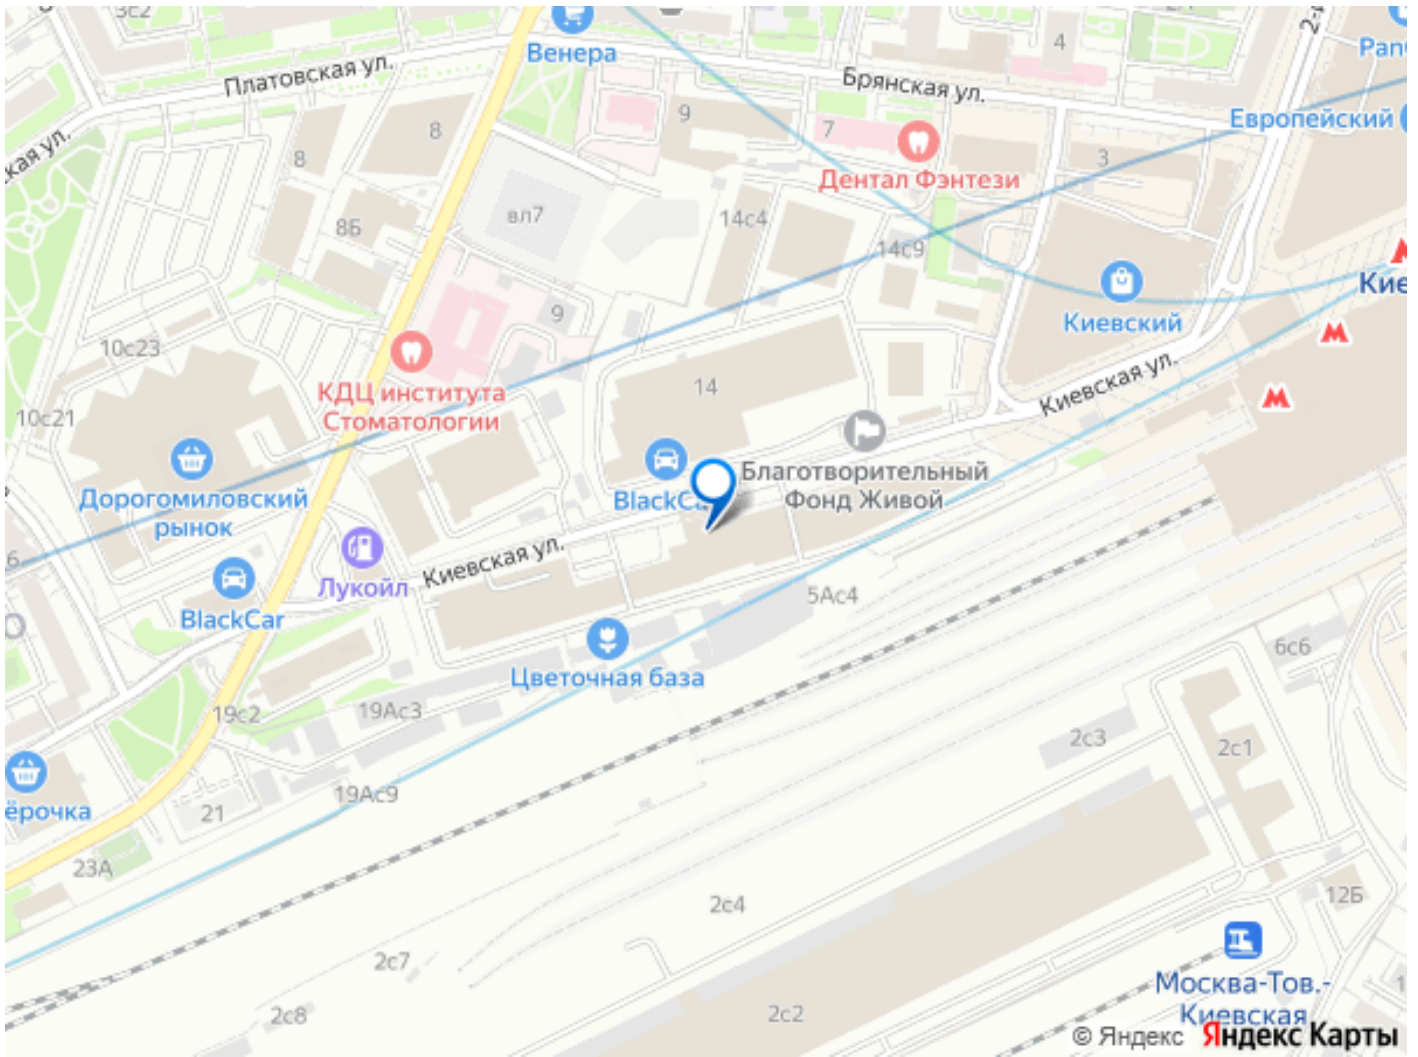 3с2
Венера
Платовская ул.
Брянская ул.
4
Европейский
9
8
8
7
3
кая ул.
Дентал Фэнтези
вл7
8Б
14с4
14с9
Кие
9
Киевский
10с23
14
КДЦ института
Стоматологии
Киевская ул.
10с21
Благотворительный
Фонд Живой
BlackCa
Дорогомиловский
рынок
Киевская ул.
Лукойл
BlackCar
5Ас4
6с6
Цветочная база
19с2
19Ас3
2с3
2с1
ёрочка
21
19Ас9
23А
12Б
2с4
2с7
Москва-Тов.-
Киевская
2с8
2с2
© Яндекс Яндекс Карты